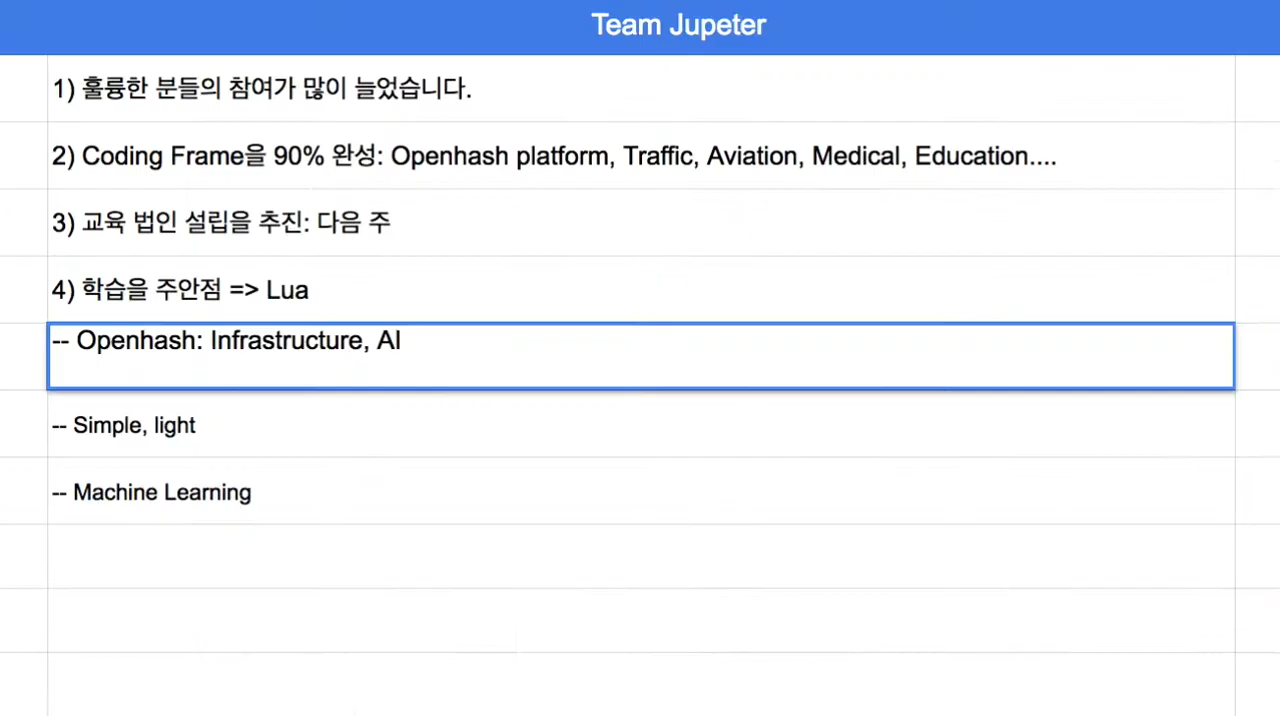 Team Jupeter
1) 훌륭한 분들의 참여가 많이 늘었습니다.
2) Coding Frame을 90% 완성: Openhash platform, Traffic, Aviation, Medical, Education....
3) 교육 법인 설립을 추진: 다음 주
4) 학습을 주안점 => Lua
-- Openhash: Infrastructure, AI
-- Simple, light
-- Machine Learning